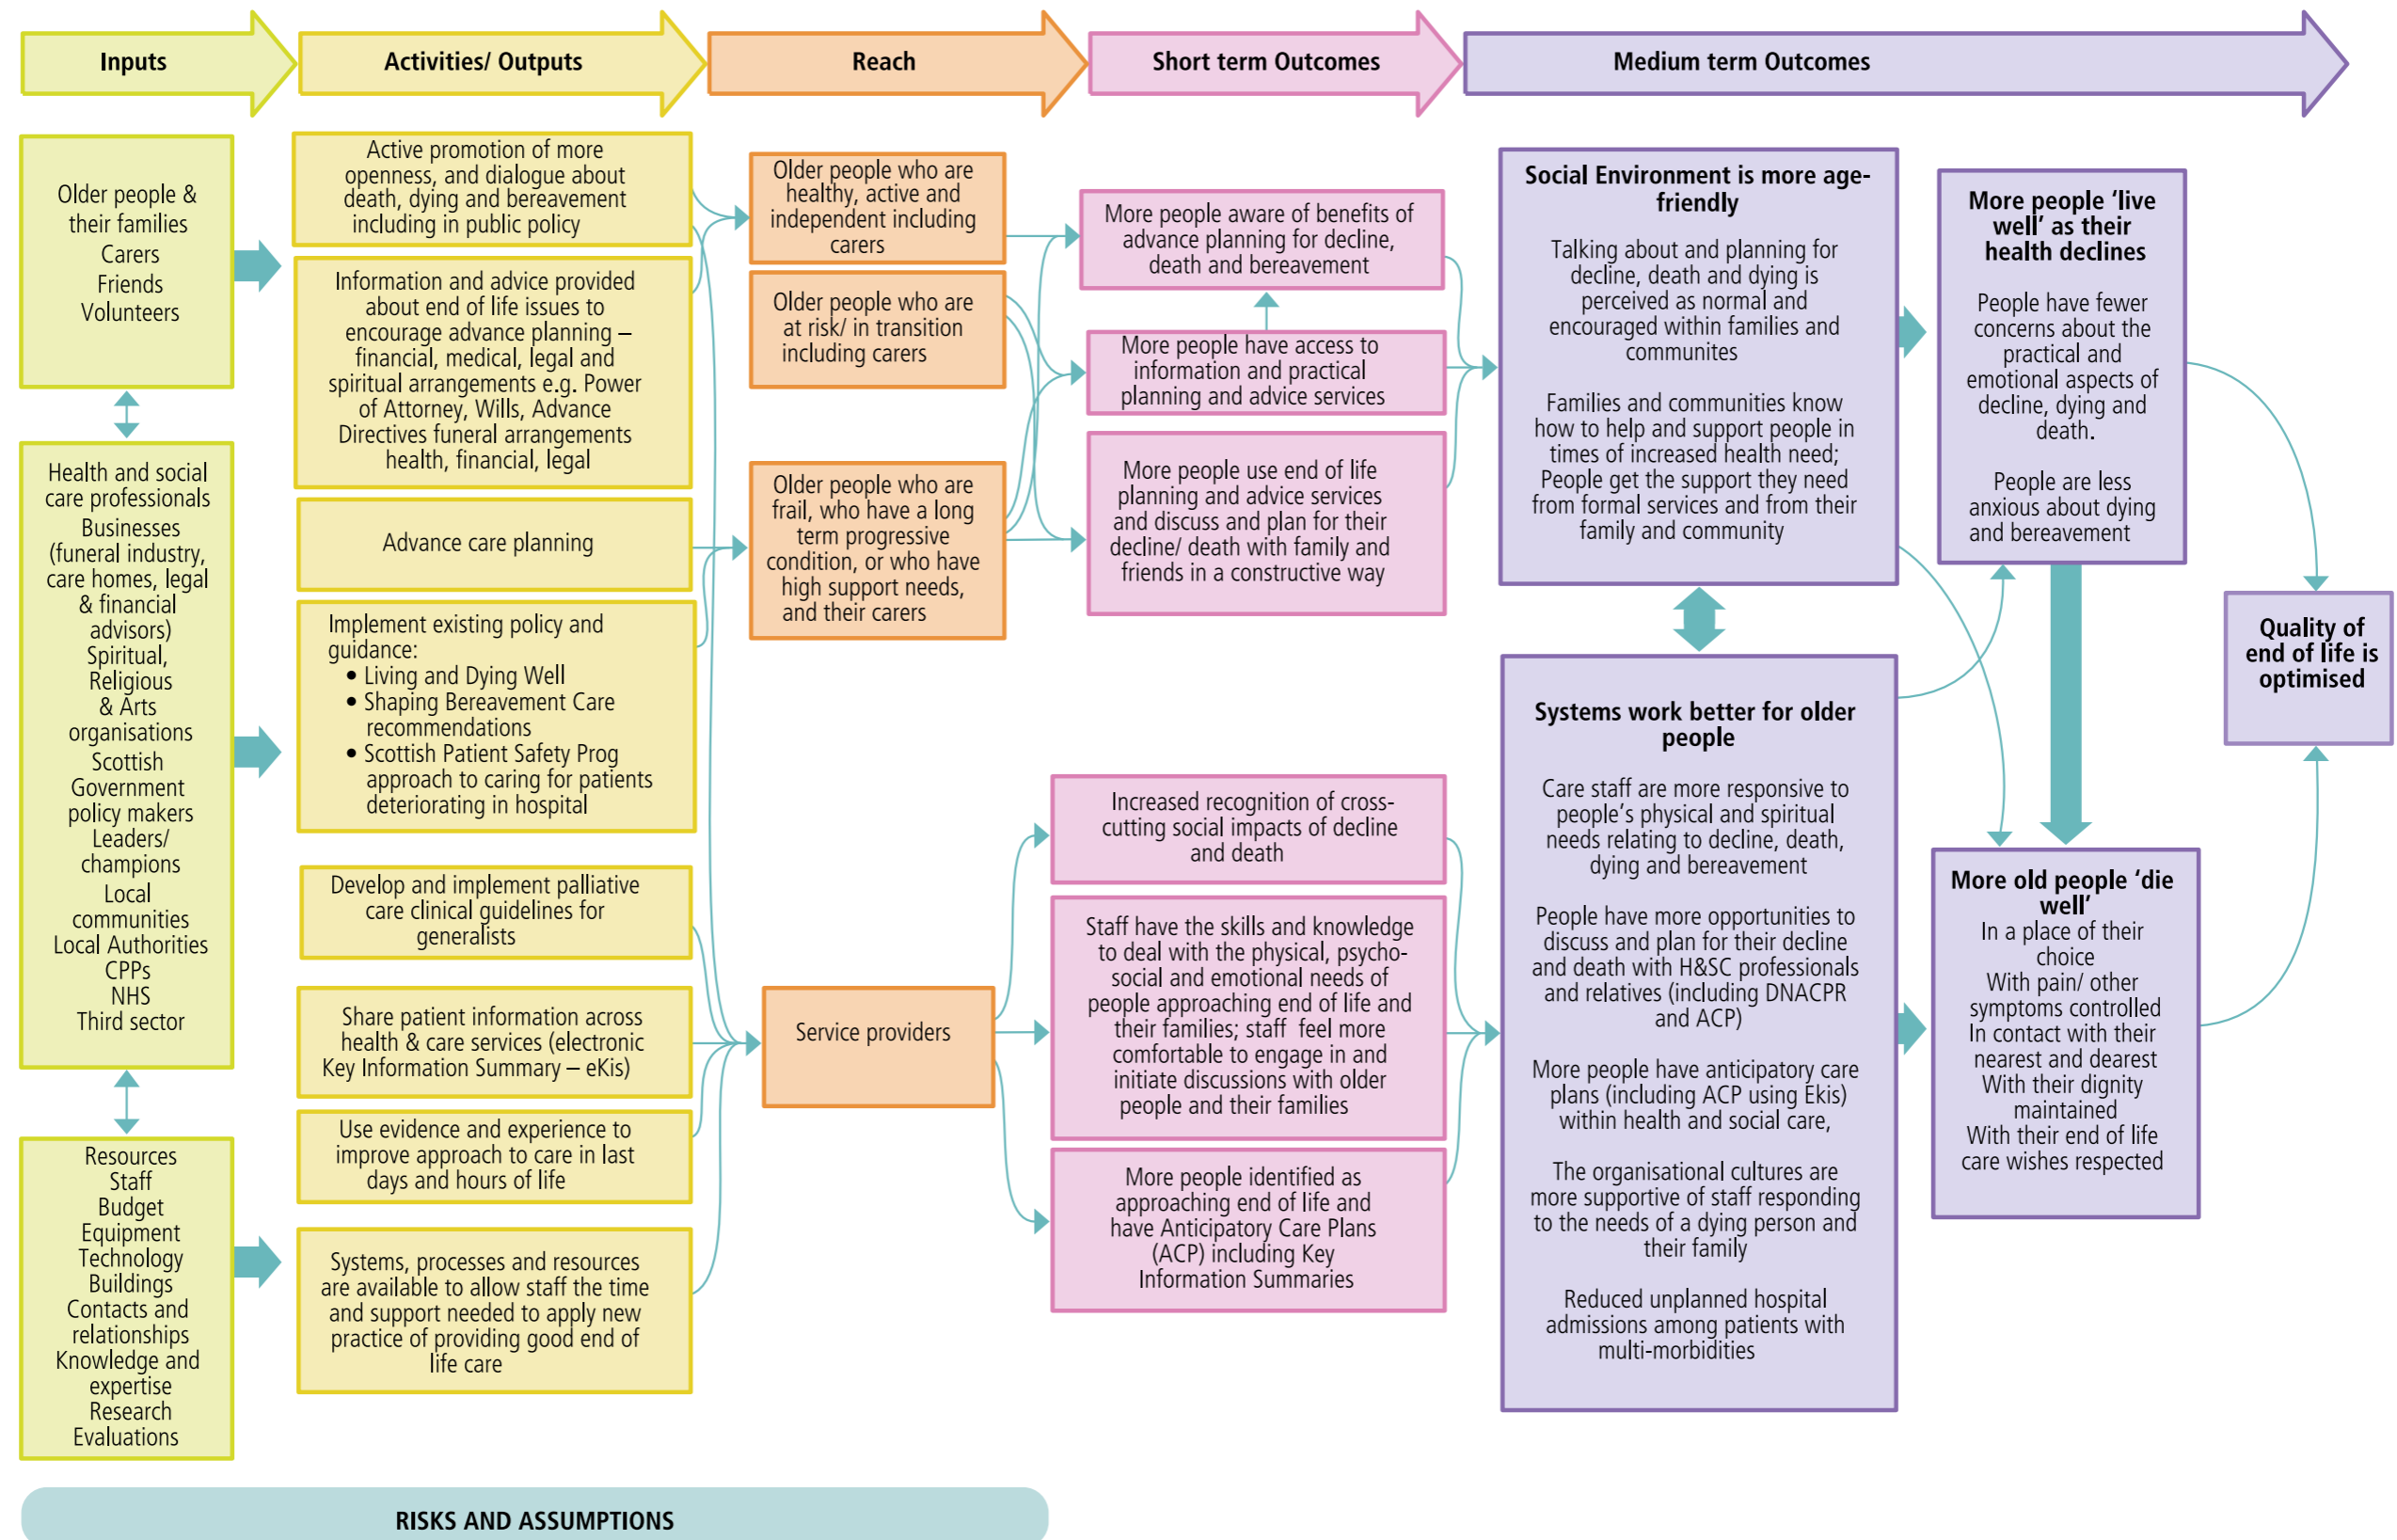 Inputs
Activities/ Outputs
Reach
Short term Outcomes
Medium term Outcomes
Older people &
their families
Carers
Friends
Volunteers
Health and social
care professionals
Businesses
(funeral industry,
care homes, legal
& financial
advisors)
Spiritual,
Religious
& Arts
organisations
Scottish
Government
policy makers
Leaders/
champions
Local
communities
Local Authorities
CPPs
NHS
Third sector
Resources
Staff
Budget
Equipment
Technology
Buildings
Contacts and
relationships
Knowledge and
expertise
Research
Evaluations
Active promotion of more
openness, and dialogue about
death, dying and bereavement
including in public policy
Information and advice provided
about end of life issues to
encourage advance planning –
financial, medical, legal and
spiritual arrangements e.g. Power
of Attorney, Wills, Advance
Directives funeral arrangements
health, financial, legal
Advance care planning
Implement existing policy and
guidance:
• Living and Dying Well
• Shaping Bereavement Care
recommendations
• Scottish Patient Safety Prog
approach to caring for patients
deteriorating in hospital
Develop and implement palliative
care clinical guidelines for
generalists
Share patient information across
health & care services (electronic
Key Information Summary – eKis)
Use evidence and experience to
improve approach to care in last
days and hours of life
Systems, processes and resources
are available to allow staff the time
and support needed to apply new
practice of providing good end of
life care
Older people who are
healthy, active and
independent including
carers
Older people who are
at risk/ in transition
including carers
Older people who are
frail, who have a long
term progressive
condition, or who have
high support needs,
and their carers
Service providers
More people aware of benefits of
advance planning for decline,
death and bereavement
More people have access to
information and practical
planning and advice services
More people use end of life
planning and advice services
and discuss and plan for their
decline/ death with family and
friends in a constructive way
Increased recognition of cross-
cutting social impacts of decline
and death
Staff have the skills and knowledge
to deal with the physical, psycho-
social and emotional needs of
people approaching end of life and
their families; staff feel more
comfortable to engage in and
initiate discussions with older
people and their families
More people identified as
approaching end of life and
have Anticipatory Care Plans
(ACP) including Key
Information Summaries
Social Environment is more age-
friendly
Talking about and planning for
decline, death and dying is
perceived as normal and
encouraged within families and
communites
Families and communities know
how to help and support people in
times of increased health need;
People get the support they need
from formal services and from their
family and community
Systems work better for older
people
Care staff are more responsive to
people's physical and spiritual
needs relating to decline, death,
dying and bereavement
People have more opportunities to
discuss and plan for their decline
and death with H&SC professionals
and relatives (including DNACPR
and ACP)
More people have anticipatory care
plans (including ACP using Ekis)
within health and social care,
The organisational cultures are
more supportive of staff responding
to the needs of a dying person and
their family
Reduced unplanned hospital
admissions among patients with
multi-morbidities
More people ‘live
well’ as their
health declines
People have fewer
concerns about the
practical and
emotional aspects of
decline, dying and
death.
People are less
anxious about dying
and bereavement
More old people ‘die
well’
In a place of their
choice
With pain/ other
symptoms controlled
In contact with their
nearest and dearest
With their dignity
maintained
With their end of life
care wishes respected
Quality of
end of life is
optimised
RISKS AND ASSUMPTIONS